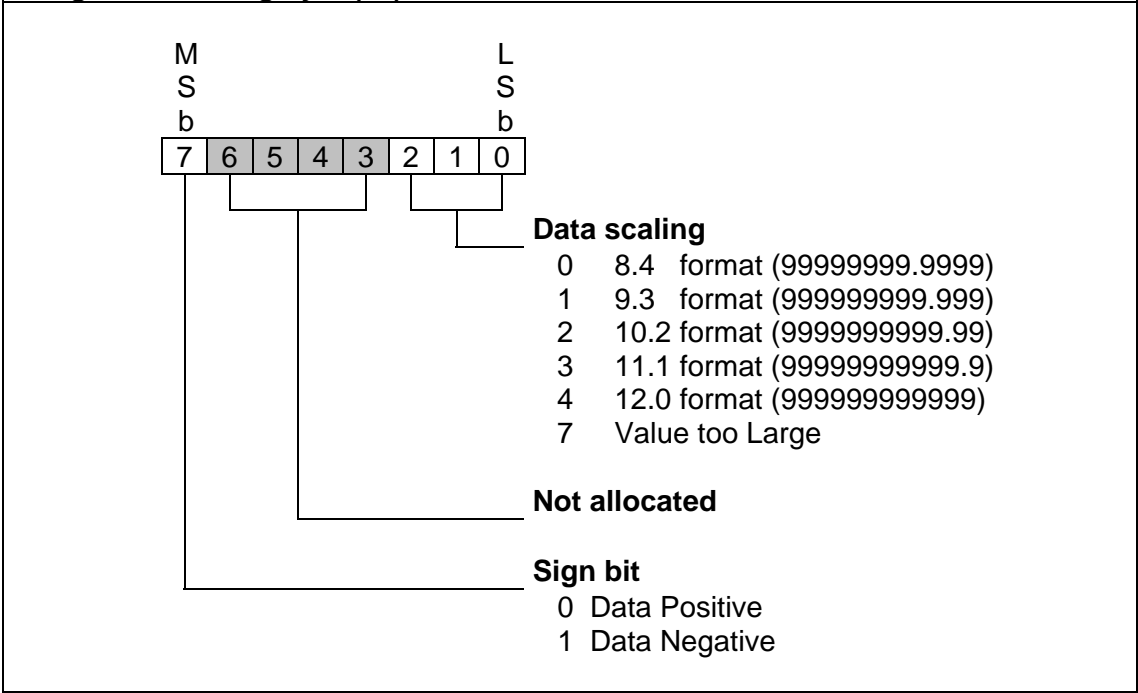 M
S
b
L
S
b
7 6 5 4 3 2 1 0
Data scaling
0 8.4 format (99999999.9999)
1 9.3 format (999999999.999)
2 10.2 format (9999999999.99)
3 11.1 format (99999999999.9)
4 12.0 format (999999999999)
7 Value too Large
Not allocated
Sign bit
0 Data Positive
1 Data Negative